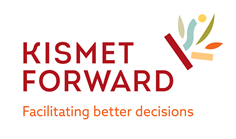 KISMET
FORWARD
Facilitating better decisions